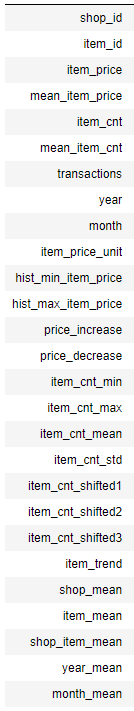 shop_id
item_id
item_price
mean_item_price
item_cnt
mean_item_cnt
transactions
year
month
item_price_unit
hist_min_item_price
hist_max_item_price
price_increase
price_decrease
item_cnt_min
item_cnt_max
item_cnt_mean
item_cnt_std
item_cnt_shifted1
item_cnt_shifted2
item_cnt_shifted3
item_trend
shop_mean
item_mean
shop_item_mean
year_mean
month_mean